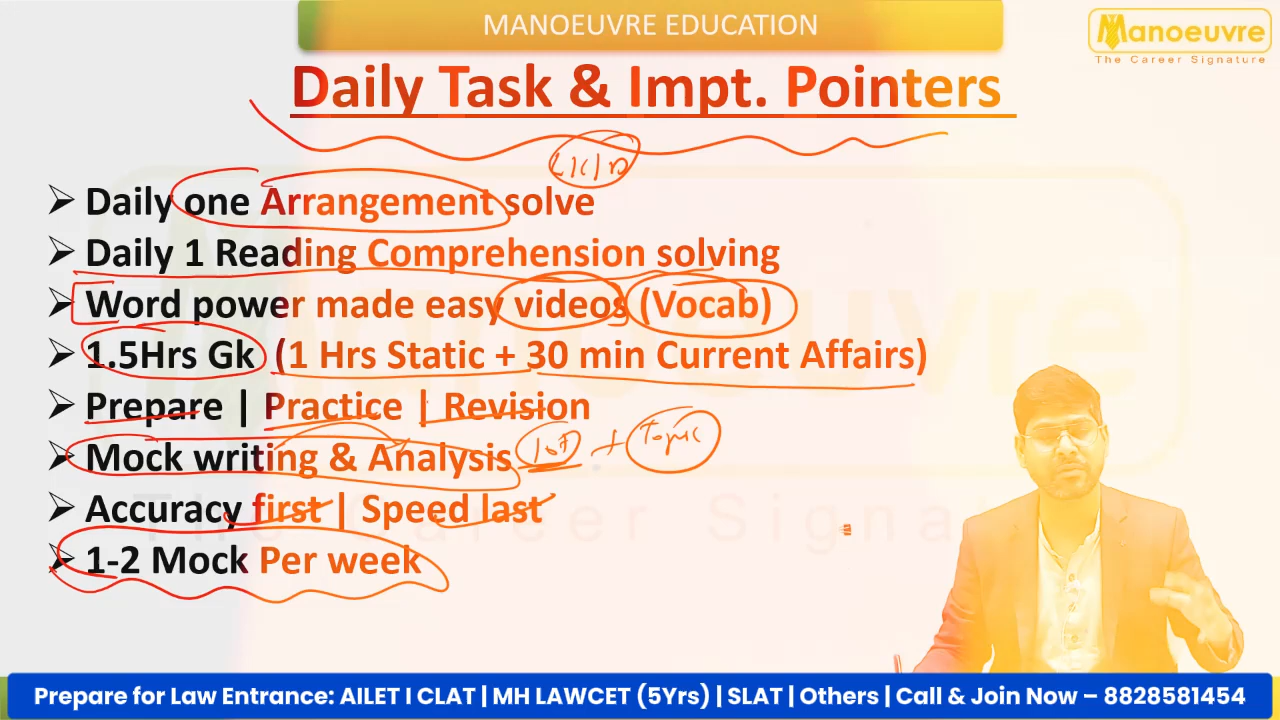 MANOEUVRE EDUCATION
Manoeuvre
The Career Signature
Daily Task & Impt. Pointers
➢ Daily one Arrangement solve
➢ Daily 1 Reading Comprehension solving
➢ Word power made easy videos (Vocab)
➢ 1.5Hrs Gk (1 Hrs Static + 30 min Current Affairs)
➢ Prepare | Practice | Revision
➢ Mock writing & Analysis
+ Topic
➢ Accuracy first | Speed last
➢ 1-2 Mock Per week
Prepare for Law Entrance: AILET I CLAT | MH LAWCET (5Yrs) | SLAT | Others | Call & Join Now – 8828581454